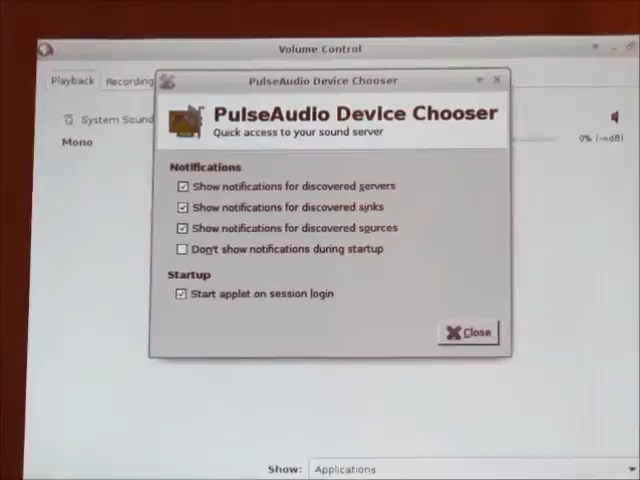 Volume Control
Playback
Recording
System Sound
Mono
0% (-∞dB)
PulseAudio Device Chooser
PulseAudio Device Chooser
Quick access to your sound server
Notifications
Show notifications for discovered servers
Show notifications for discovered sinks
Show notifications for discovered sources
Don't show notifications during startup
Startup
Start applet on session login
Close
Show: Applications